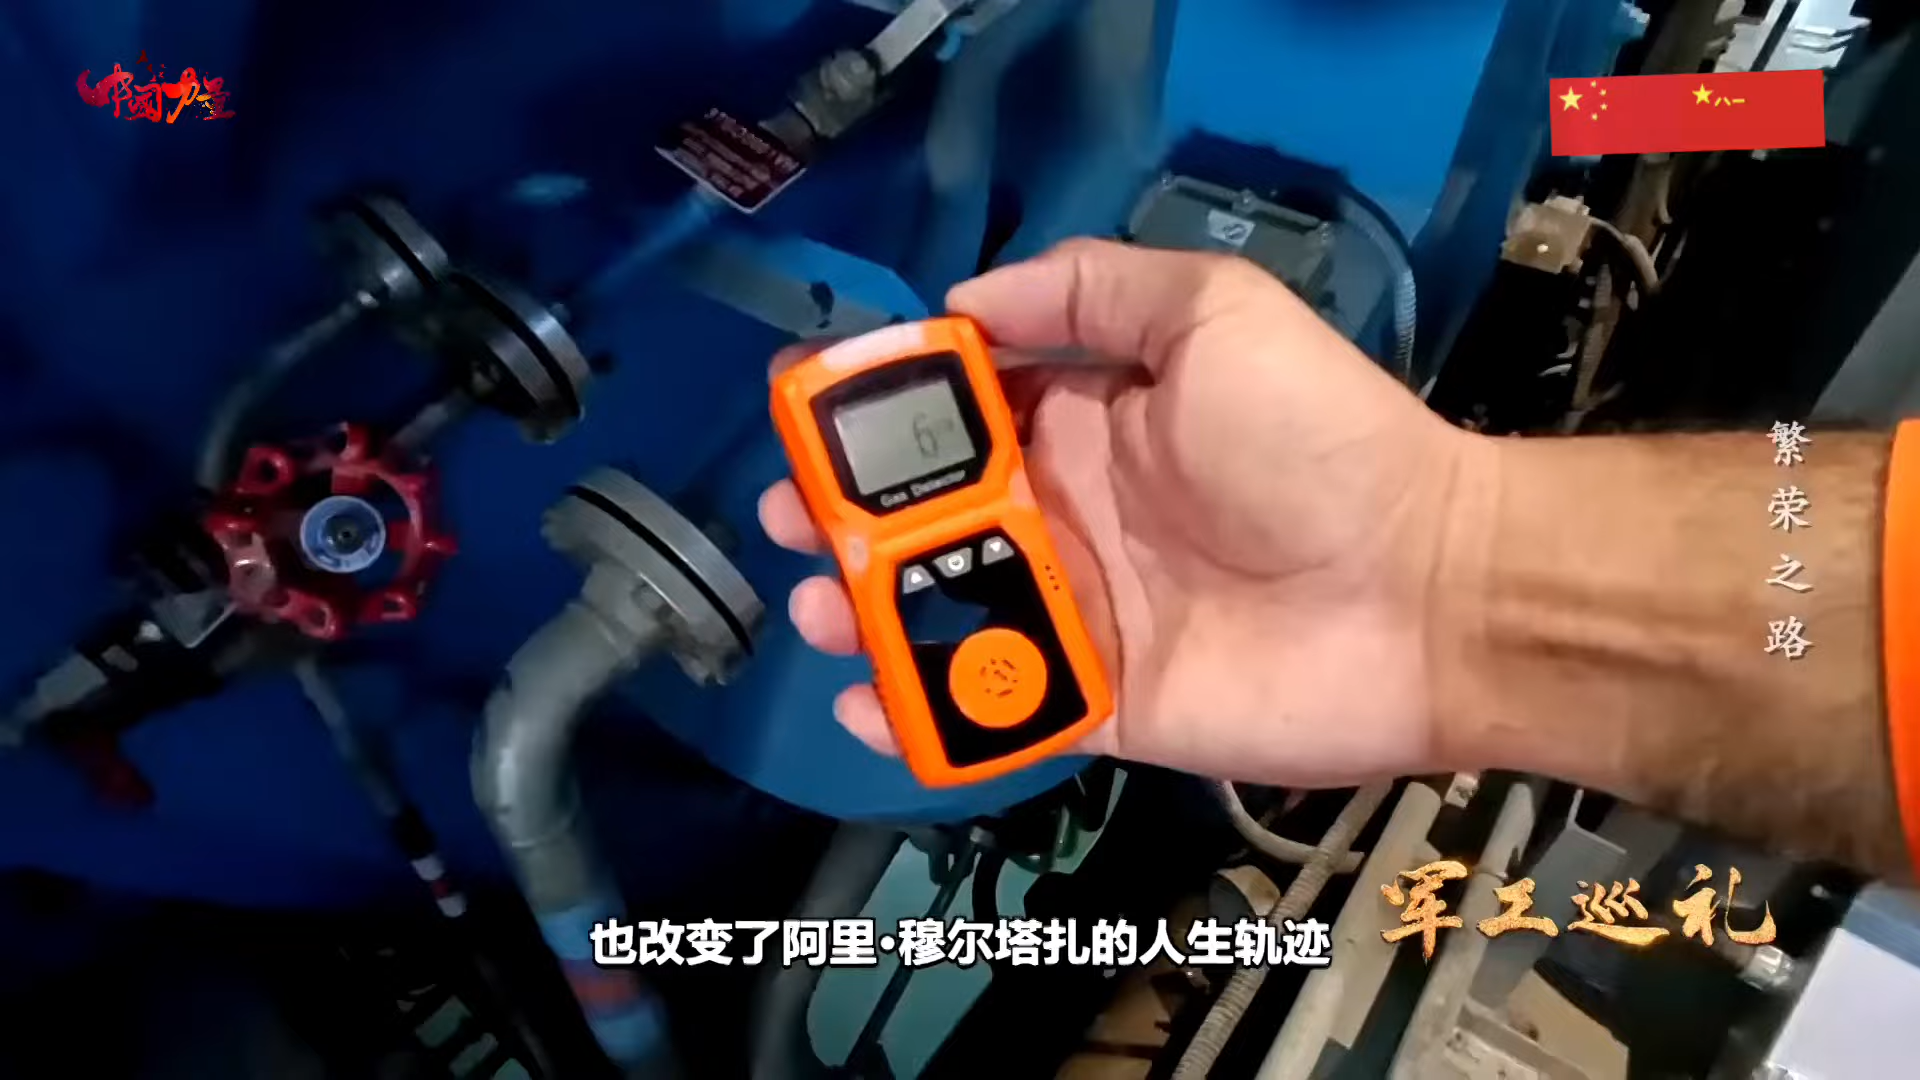 中國力量
八一
6
Gas Detector
繁荣之路
军工巡礼
也改变了阿里·穆尔塔扎的人生轨迹